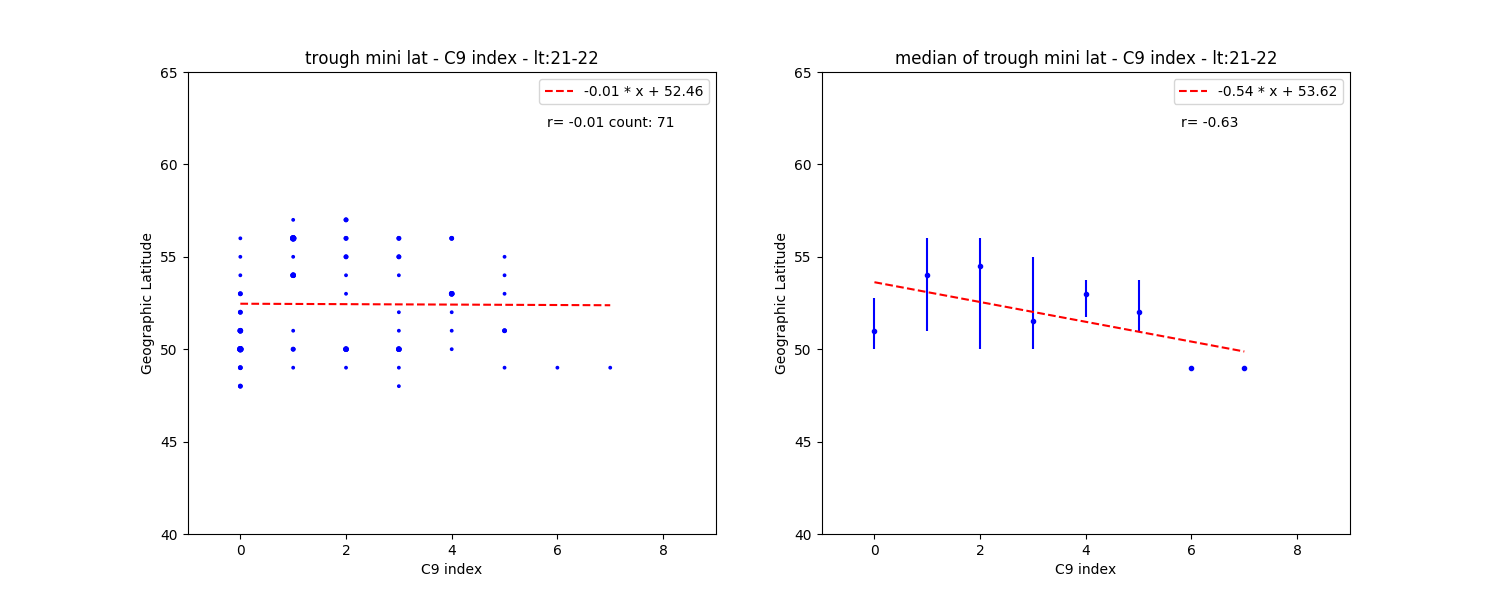 trough mini lat - C9 index - lt:21-22
-0.01 * x + 52.46
r= -0.01 count: 71
65
60
55
50
45
40
Geographic Latitude
0 2 4 6 8
C9 index
median of trough mini lat - C9 index - lt:21-22
-0.54 * x + 53.62
r= -0.63
65
60
55
50
45
40
Geographic Latitude
0 2 4 6 8
C9 index